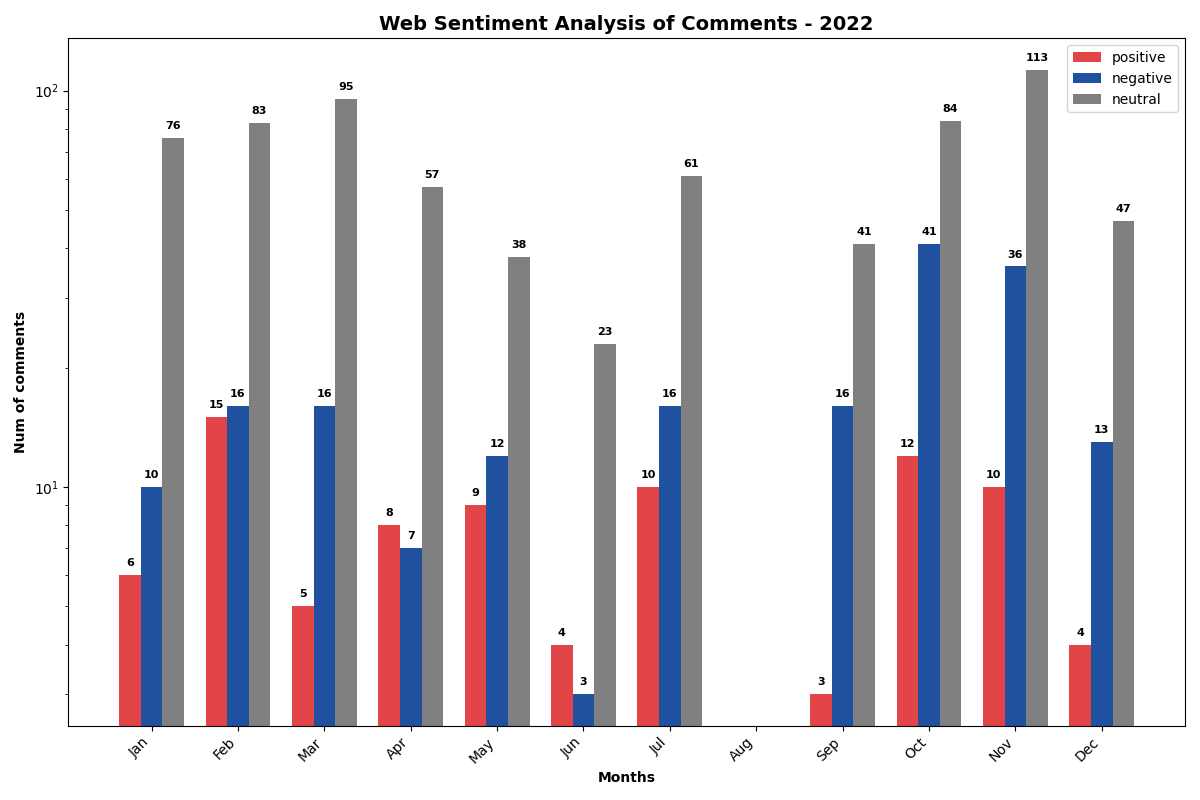 Web Sentiment Analysis of Comments - 2022
positive
negative
neutral
Num of comments
10²
10¹
6
10
76
15
16
83
5
16
95
8
7
57
9
12
38
4
3
23
10
16
61
3
16
41
12
41
84
10
36
113
4
13
47
Jan
Feb
Mar
Apr
May
Jun
Jul
Aug
Sep
Oct
Nov
Dec
Months